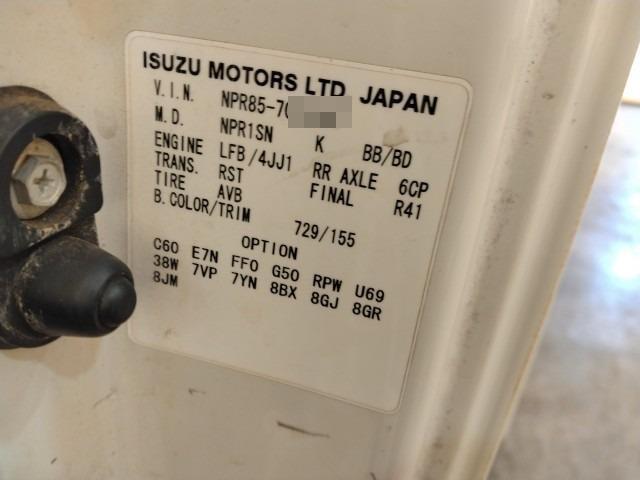 ISUZU MOTORS LTD. JAPAN
V.I.N. NPR85-7(
M.D. NPR1SN K BB/BD
ENGINE LFB/4JJ1 RR AXLE 6CP
TRANS. RST FINAL R41
TIRE AVB
B.COLOR/TRIM 729/155
OPTION
C60 E7N FF0 G50 RPW U69
38W 7VP 7YN 8BX 8GJ 8GR
8JM